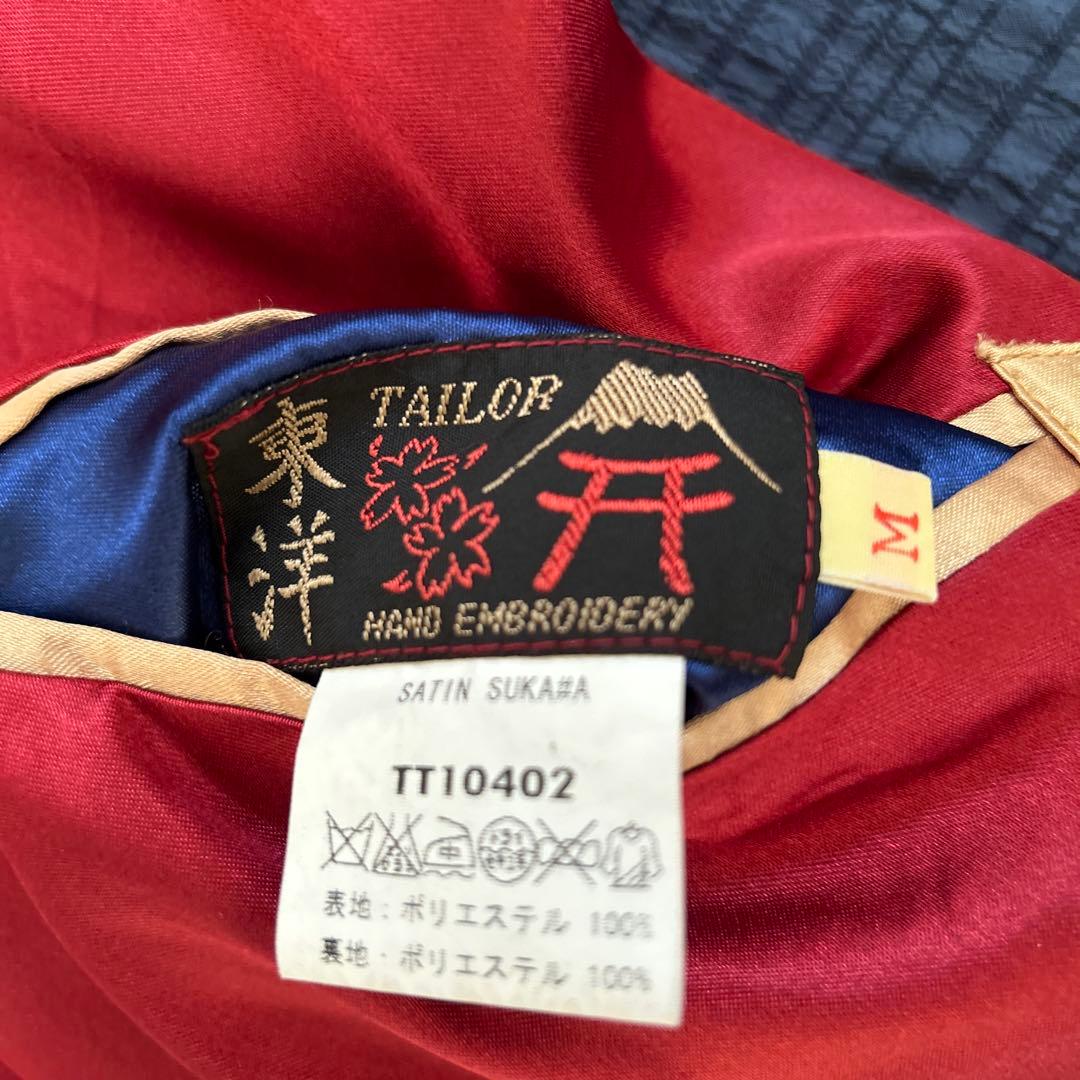 東洋
TAILOR
HAND EMBROIDERY
M
SATIN SUKA#A
TT10402
表地:ポリエステル 100%
裏地・ポリエステル 100%